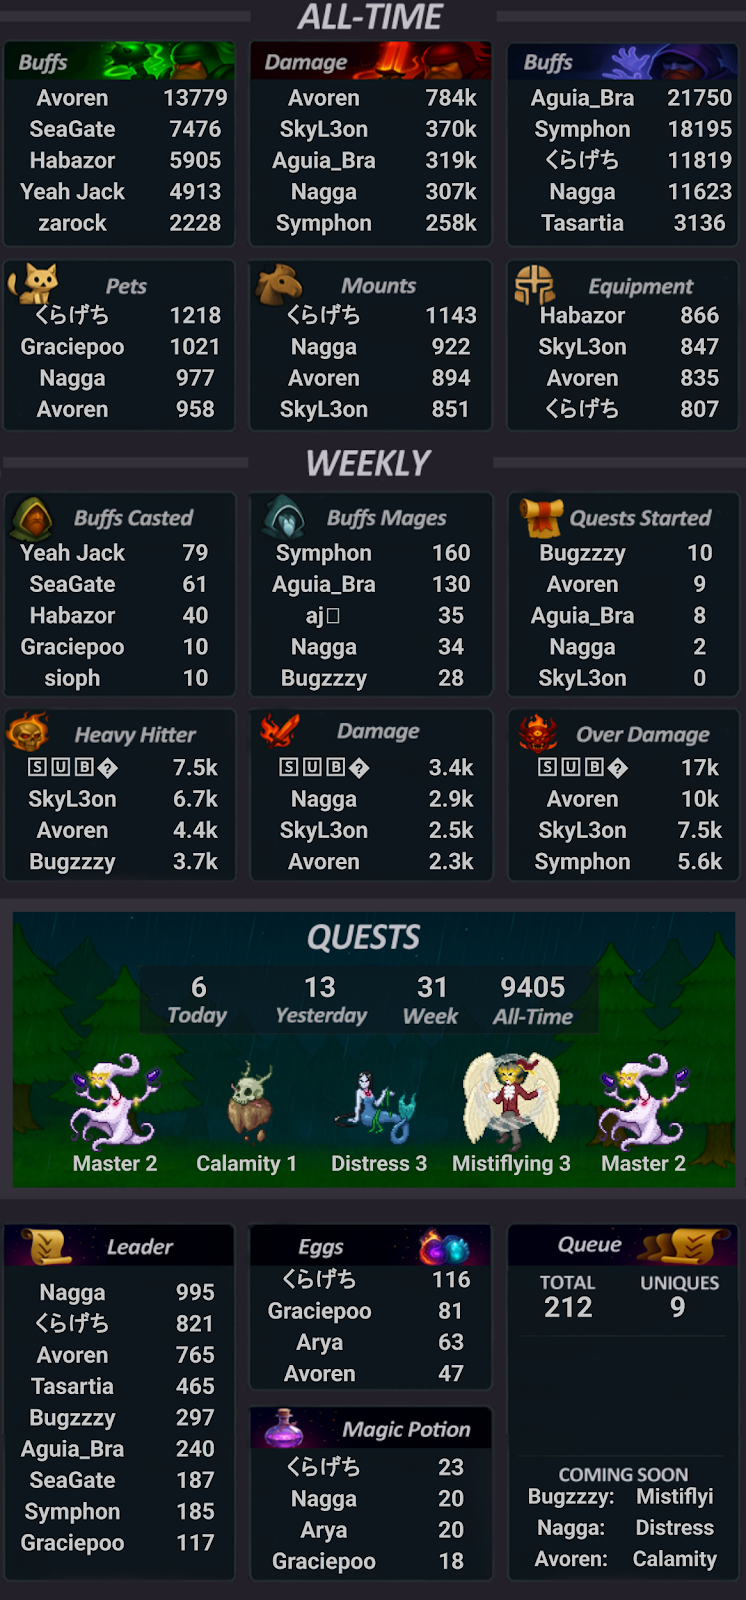 ALL-TIME
Buffs
Avoren 13779
SeaGate 7476
Habazor 5905
Yeah Jack 4913
zarock 2228
Damage
Avoren 784k
SkyL3on 370k
Aguia_Bra 319k
Nagga 307k
Symphon 258k
Buffs
Aguia_Bra 21750
Symphon 18195
くらげち 11819
Nagga 11623
Tasartia 3136
Pets
くらげち 1218
Graciepoo 1021
Nagga 977
Avoren 958
Mounts
くらげち 1143
Nagga 922
Avoren 894
SkyL3on 851
Equipment
Habazor 866
SkyL3on 847
Avoren 835
くらげち 807
WEEKLY
Buffs Casted
Yeah Jack 79
SeaGate 61
Habazor 40
Graciepoo 10
sioph 10
Buffs Mages
Symphon 160
Aguia_Bra 130
aj 35
Nagga 34
Bugzzzy 28
Quests Started
Bugzzzy 10
Avoren 9
Aguia_Bra 8
Nagga 2
SkyL3on 0
Heavy Hitter
🅂🅄🄱� 7.5k
SkyL3on 6.7k
Avoren 4.4k
Bugzzzy 3.7k
Damage
🅂🅄🄱� 3.4k
Nagga 2.9k
SkyL3on 2.5k
Avoren 2.3k
Over Damage
🅂🅄🄱� 17k
Avoren 10k
SkyL3on 7.5k
Symphon 5.6k
QUESTS
6 13 31 9405
Today Yesterday Week All-Time
Master 2 Calamity 1 Distress 3 Mistiflying 3 Master 2
Leader
Nagga 995
くらげち 821
Avoren 765
Tasartia 465
Bugzzzy 297
Aguia_Bra 240
SeaGate 187
Symphon 185
Graciepoo 117
Eggs
くらげち 116
Graciepoo 81
Arya 63
Avoren 47
Magic Potion
くらげち 23
Nagga 20
Arya 20
Graciepoo 18
Queue
TOTAL UNIQUES
212 9
COMING SOON
Bugzzzy: Mistiflyi
Nagga: Distress
Avoren: Calamity